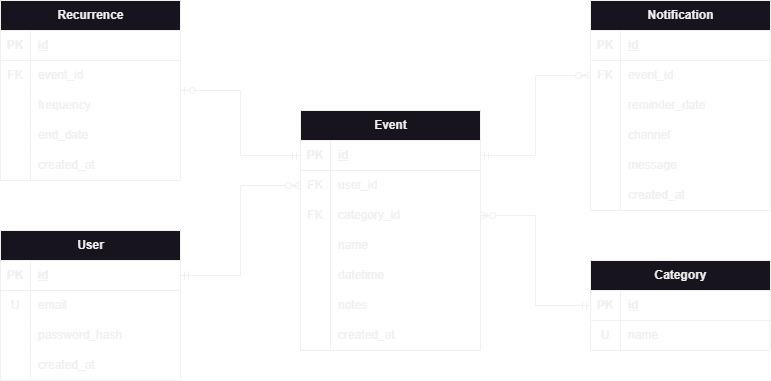 Recurrence
PK id
FK event_id
frequency
end_date
created_at
User
PK id
U email
password_hash
created_at
Event
PK id
FK user_id
FK category_id
name
datetime
notes
created_at
Notification
PK id
FK event_id
reminder_date
channel
message
created_at
Category
PK id
U name